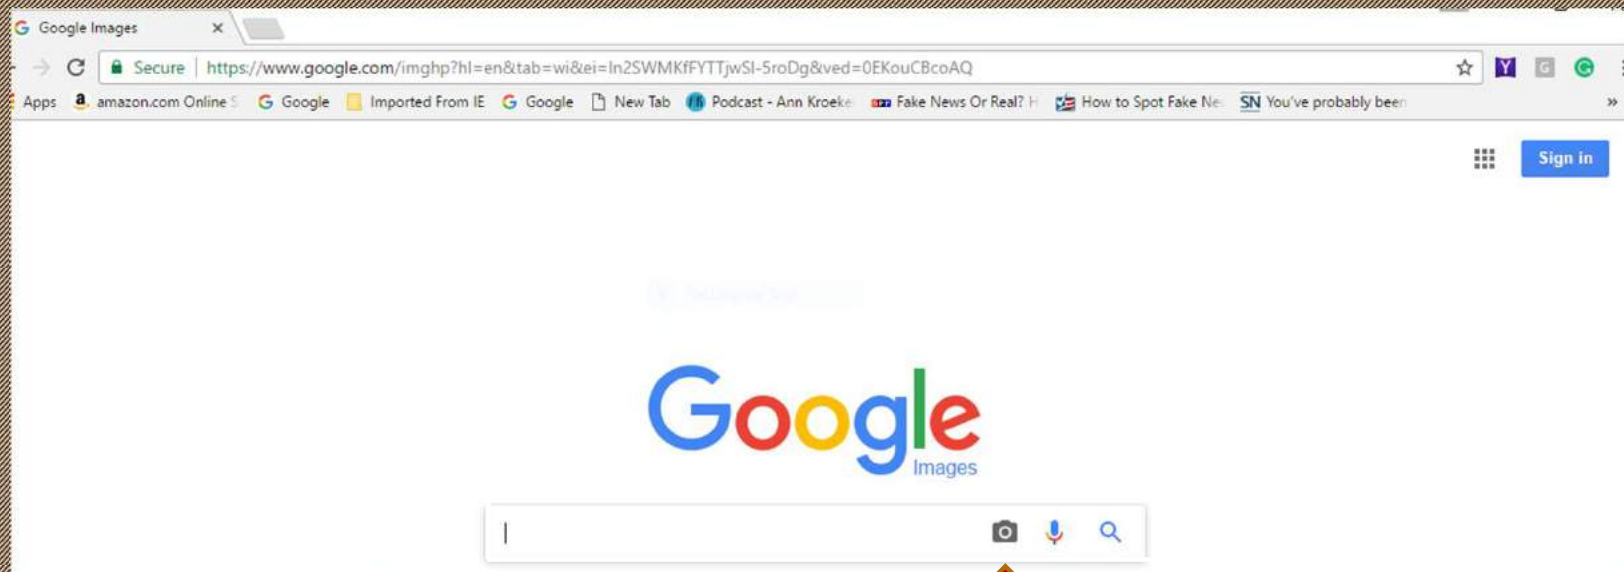 Google Images
Secure https://www.google.com/imghp?hl=en&tab=wi&ei=In2SWMKfFYTTjwSI-5roDg&ved=0EKouCBcoAQ
Apps amazon.com Online S Google Imported From IE Google New Tab Podcast - Ann Kroeke Fake News Or Real? H How to Spot Fake Ne SN You've probably been »
Sign in
Google
Images